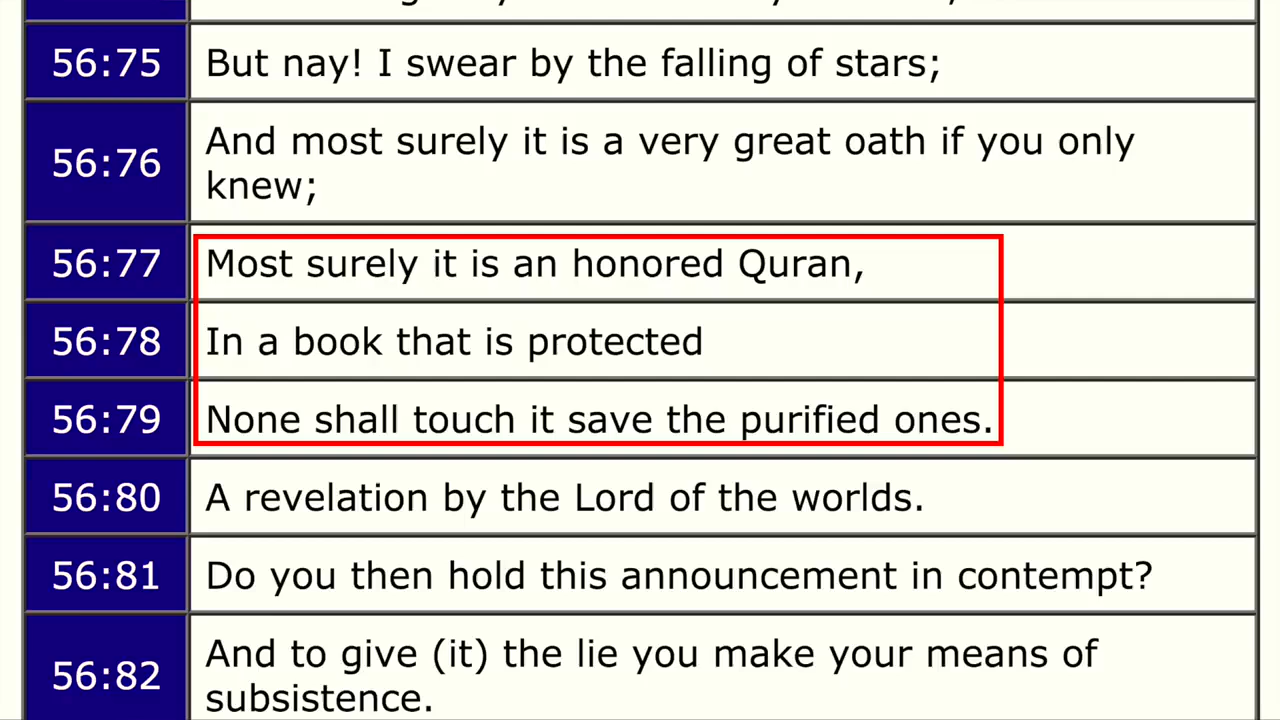 56:75 But nay! I swear by the falling of stars;
56:76 And most surely it is a very great oath if you only
knew;
56:77 Most surely it is an honored Quran,
56:78 In a book that is protected
56:79 None shall touch it save the purified ones.
56:80 A revelation by the Lord of the worlds.
56:81 Do you then hold this announcement in contempt?
56:82 And to give (it) the lie you make your means of
subsistence.